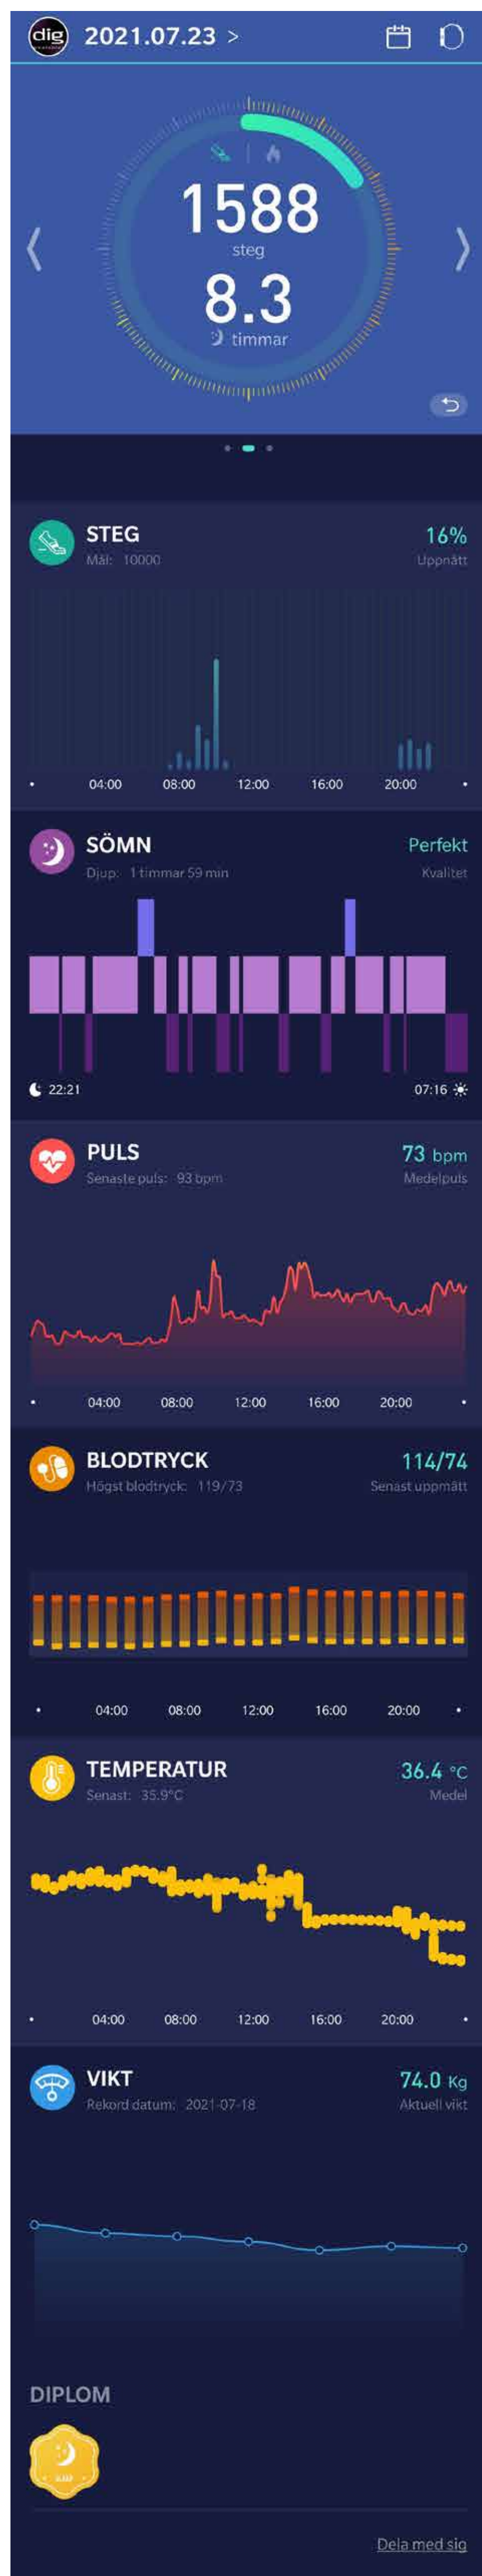 dig
2021.07.23 >
1588
steg
8.3
timmar
STEG
16%
Mål: 10000
Uppnått
04:00 08:00 12:00 16:00 20:00
SÖMN
Perfekt
Djup: 1 timmar 59 min
Kvalitet
22:21
07:16
PULS
73 bpm
Senaste puls: 93 bpm
Medelpuls
04:00 08:00 12:00 16:00 20:00
BLODTRYCK
114/74
Högst blodtryck: 119/73
Senast uppmätt
04:00 08:00 12:00 16:00 20:00
TEMPERATUR
36.4 °C
Senast: 35.9°C
Medel
04:00 08:00 12:00 16:00 20:00
VIKT
74.0 Kg
Rekord datum: 2021-07-18
Aktuell vikt
DIPLOM
Dela med sig